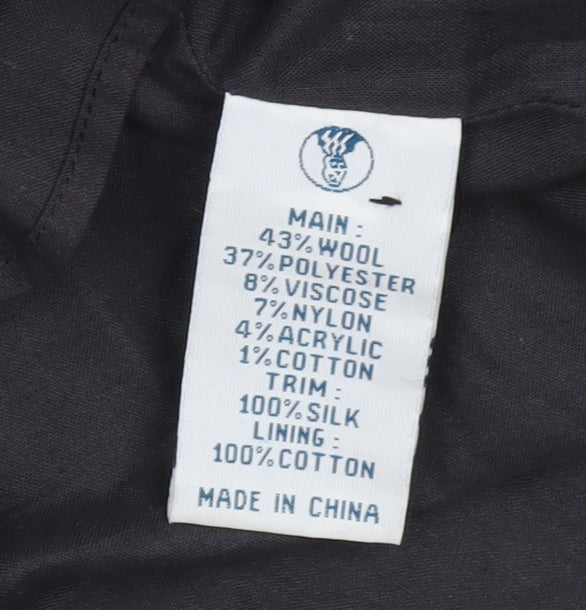 MAIN :
43% WOOL
37% POLYESTER
8% VISCOSE
7% NYLON
4% ACRYLIC
1% COTTON
TRIM :
100% SILK
LINING :
100% COTTON
MADE IN CHINA